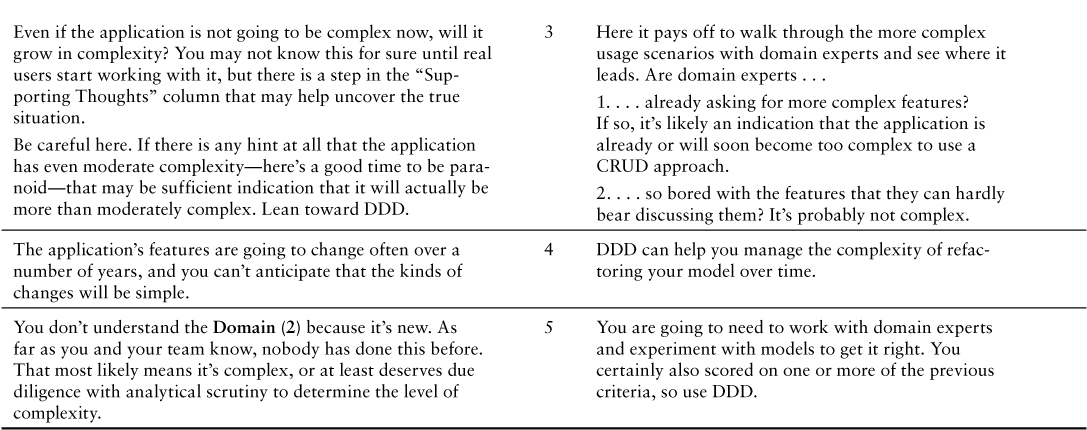 Even if the application is not going to be complex now, will it
grow in complexity? You may not know this for sure until real
users start working with it, but there is a step in the “Sup-
porting Thoughts” column that may help uncover the true
situation.
Be careful here. If there is any hint at all that the application
has even moderate complexity—here’s a good time to be para-
noid—that may be sufficient indication that it will actually be
more than moderately complex. Lean toward DDD.
3
Here it pays off to walk through the more complex
usage scenarios with domain experts and see where it
leads. Are domain experts . . .
1. . . . already asking for more complex features?
If so, it’s likely an indication that the application is
already or will soon become too complex to use a
CRUD approach.
2. . . . so bored with the features that they can hardly
bear discussing them? It’s probably not complex.
The application’s features are going to change often over a
number of years, and you can’t anticipate that the kinds of
changes will be simple.
4
DDD can help you manage the complexity of refac-
toring your model over time.
You don’t understand the Domain (2) because it’s new. As
far as you and your team know, nobody has done this before.
That most likely means it’s complex, or at least deserves due
diligence with analytical scrutiny to determine the level of
complexity.
5
You are going to need to work with domain experts
and experiment with models to get it right. You
certainly also scored on one or more of the previous
criteria, so use DDD.